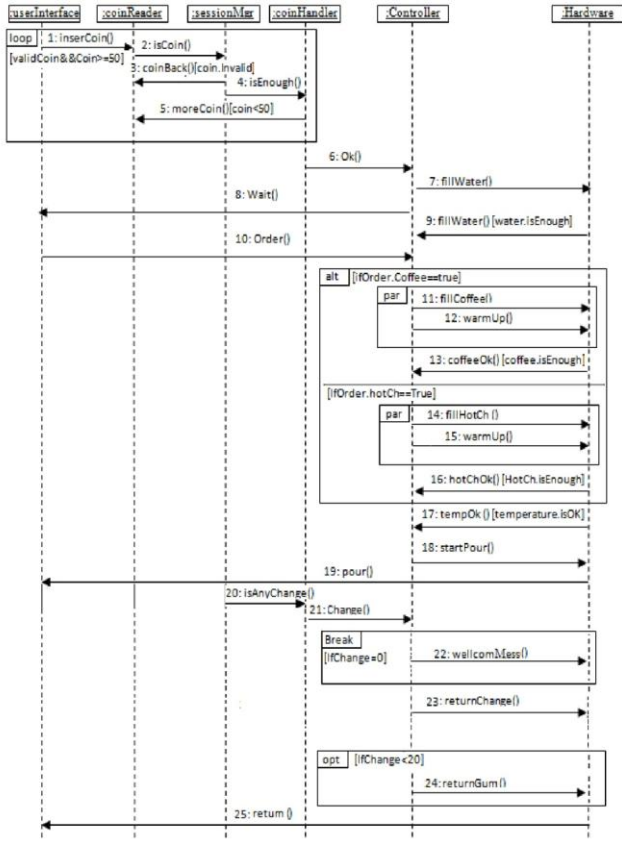 :userInterface :coinReader :sessionMgr :coinHandler :Controller :Hardware
loop 1: inserCoin()
2: isCoin()
[validCoin&&Coin>=50]
3: coinBack()[coin.Invalid]
4: isEnough()
5: moreCoin()[coin<50]
6: Ok()
7: fillWater()
8: Wait()
9: fillWater()[water.isEnough]
10: Order()
alt [ifOrder.Coffee==true]
par 11: fillCoffee()
12: warmUp()
13: coffeeOk() [coffee.isEnough]
[IfOrder.hotCh==True]
par 14: fillHotCh ()
15: warmUp()
16: hotChOk() [HotCh.isEnough]
17: tempOk () [temperature.isOK]
18: startPour()
19: pour()
20: isAnyChange()
21: Change()
Break
[IfChange=0]
22: wellcomMess()
23: returnChange()
opt [IfChange<20]
24: returnGum ()
25: return ()